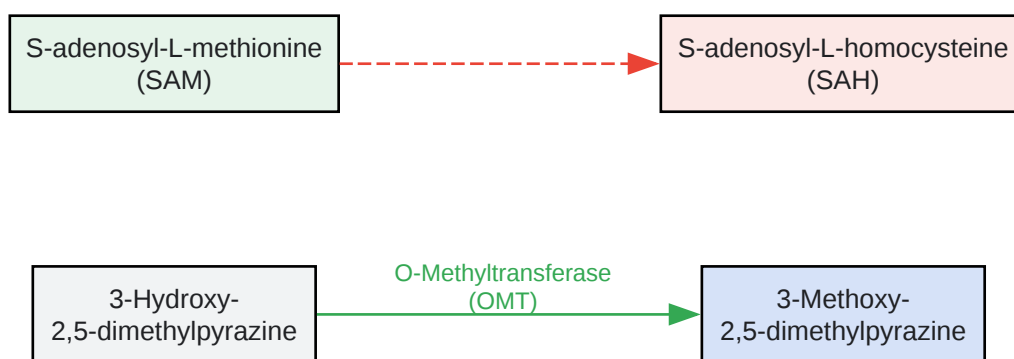 S-adenosyl-L-methionine
(SAM)
S-adenosyl-L-homocysteine
(SAH)
O-Methyltransferase
(OMT)
3-Hydroxy-
2,5-dimethylpyrazine
3-Methoxy-
2,5-dimethylpyrazine